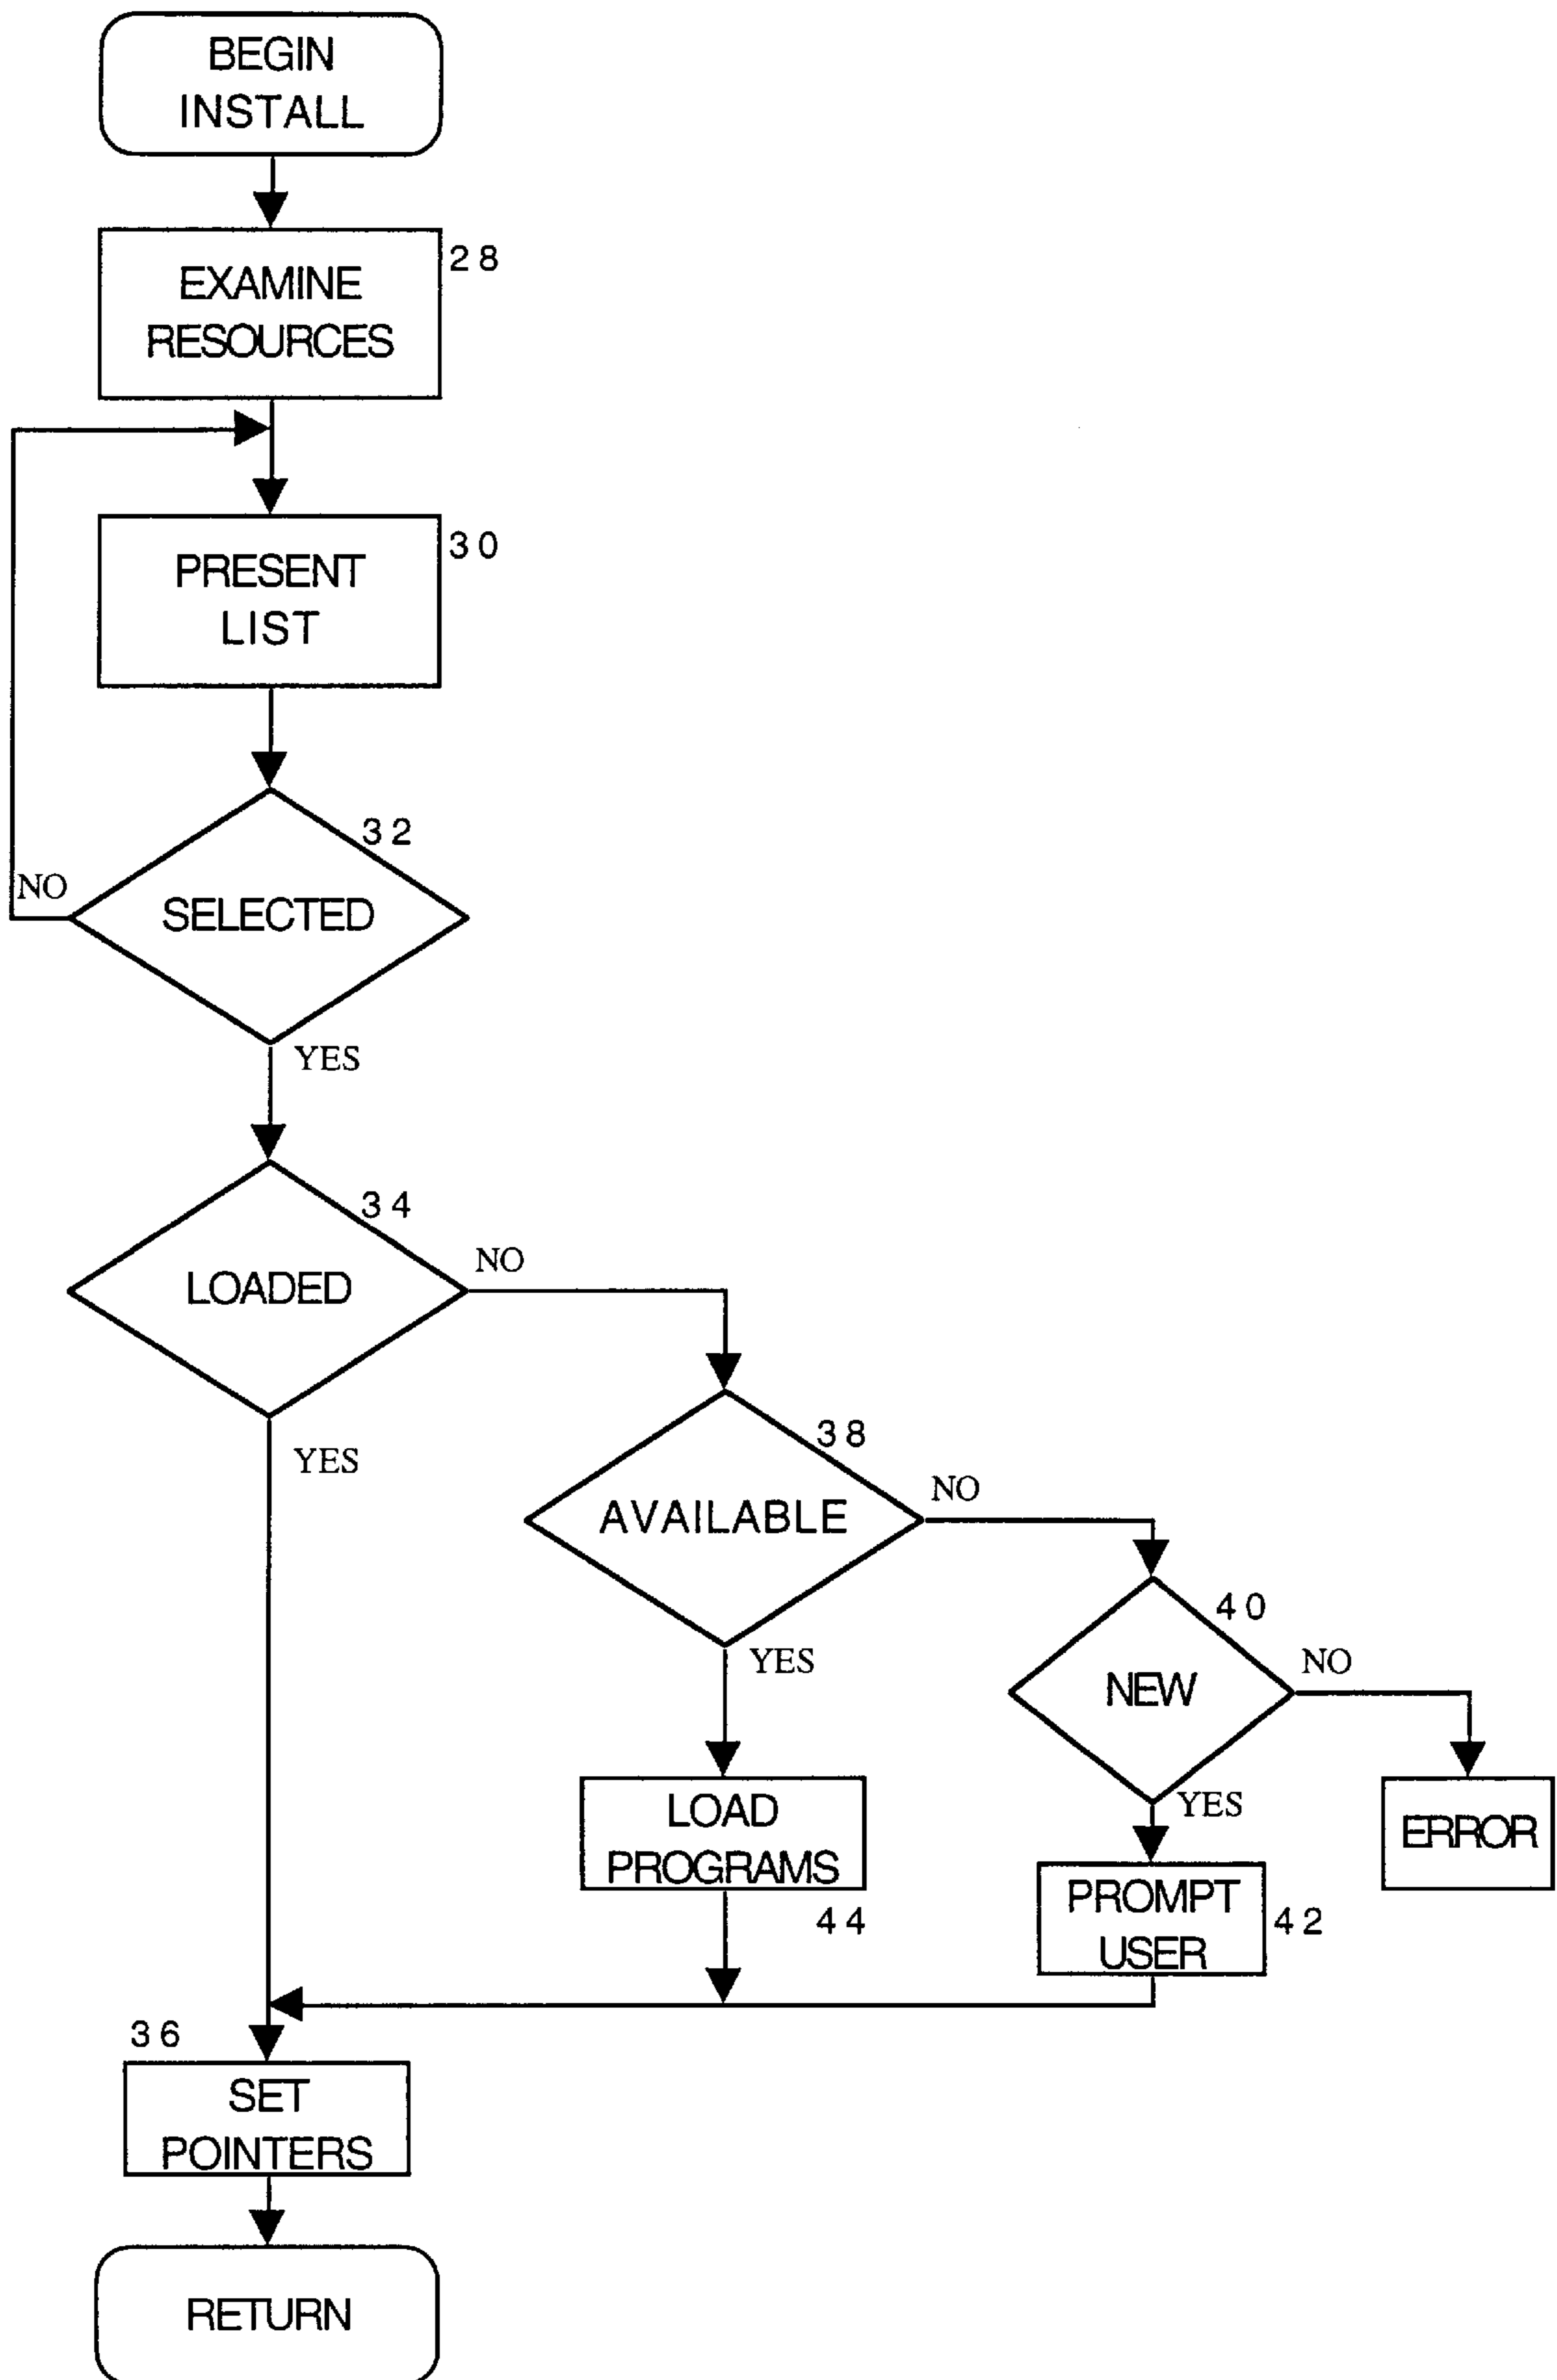 BEGIN
INSTALL
28
EXAMINE
RESOURCES
30
PRESENT
LIST
32
NO
SELECTED
YES
34
NO
LOADED
YES
38
NO
AVAILABLE
YES
40
NO
NEW
YES
LOAD
PROGRAMS
44
ERROR
PROMPT
USER
42
36
SET
POINTERS
RETURN